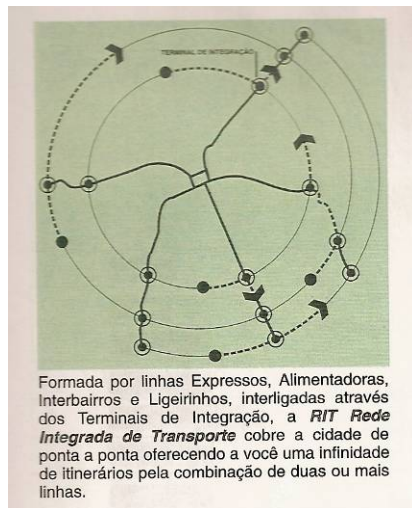 TERMINAL DE INTEGRAÇÃO
Formada por linhas Expressos, Alimentadoras,
Interbairros e Ligeirinhos, interligadas através
dos Terminais de Integração, a RIT Rede
Integrada de Transporte cobre a cidade de
ponta a ponta oferecendo a você uma infinidade
de itinerários pela combinação de duas ou mais
linhas.